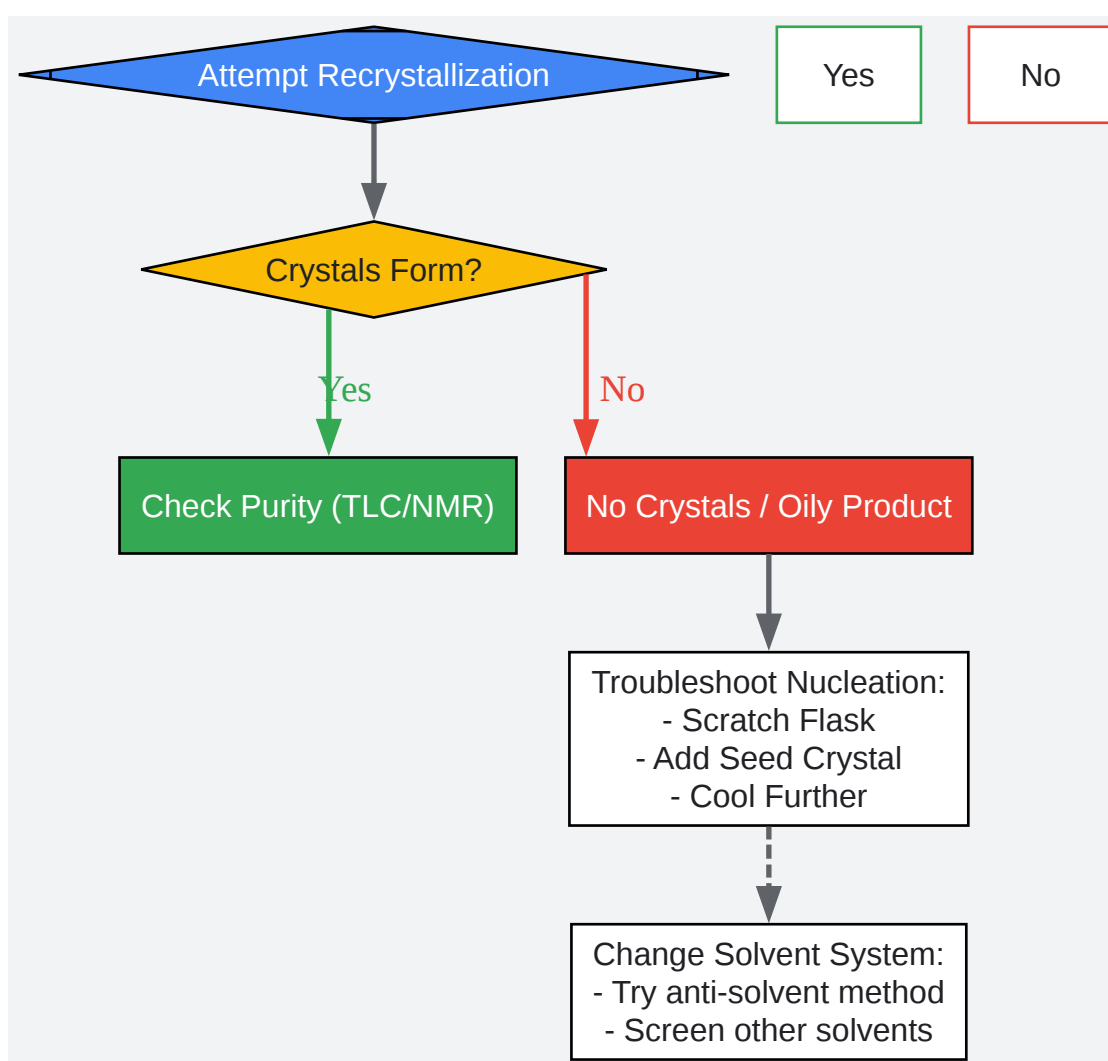 Attempt Recrystallization
Yes
No
Crystals Form?
Yes
No
Check Purity (TLC/NMR)
No Crystals / Oily Product
Troubleshoot Nucleation:
- Scratch Flask
- Add Seed Crystal
- Cool Further
Change Solvent System:
- Try anti-solvent method
- Screen other solvents